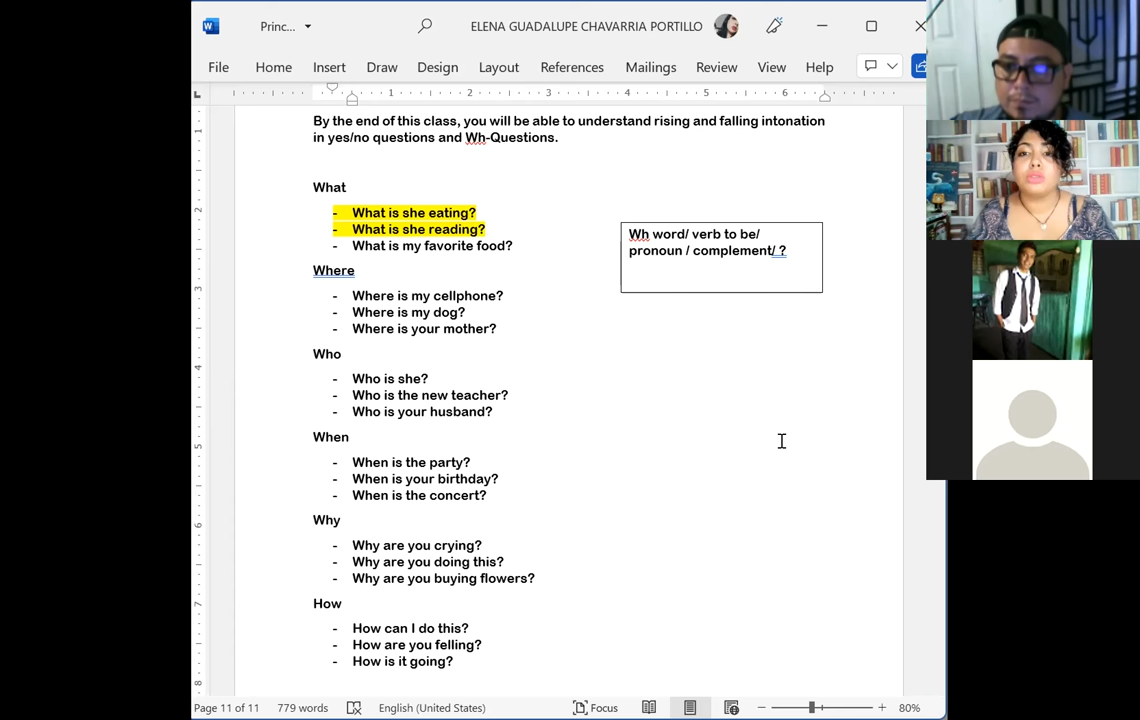 Princ...
ELENA GUADALUPE CHAVARRIA PORTILLO
File Home Insert Draw Design Layout References Mailings Review View Help
1 2 3 4 5 6
By the end of this class, you will be able to understand rising and falling intonation
in yes/no questions and Wh-Questions.
What
- What is she eating?
- What is she reading?
- What is my favorite food?
Wh word/ verb to be/
pronoun / complement/ ?
Where
- Where is my cellphone?
- Where is my dog?
- Where is your mother?
Who
- Who is she?
- Who is the new teacher?
- Who is your husband?
When
- When is the party?
- When is your birthday?
- When is the concert?
Why
- Why are you crying?
- Why are you doing this?
- Why are you buying flowers?
How
- How can I do this?
- How are you felling?
- How is it going?
Page 11 of 11 779 words English (United States) Focus 80%